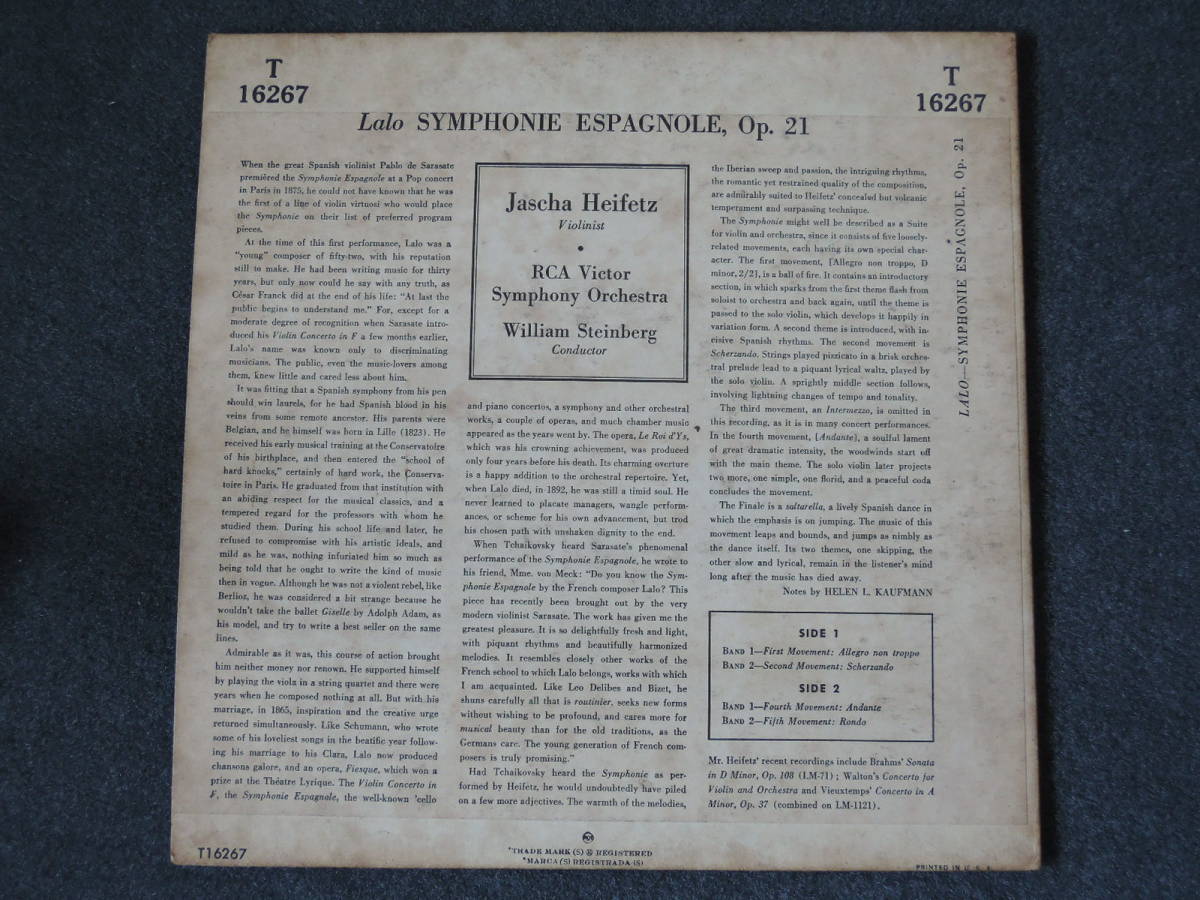 T
16267
T
16267
Lalo SYMPHONIE ESPAGNOLE, Op. 21
When the great Spanish violinist Pablo de Sarasate
premièred the Symphonie Espagnole at a Pop concert
in Paris in 1875, he could not have known that he was
the first of a line of violin virtuosi who would place
the Symphonie on their list of preferred program
pieces.
At the time of this first performance, Lalo was a
"young" composer of fifty-two, with his reputation
still to make. He had been writing music for thirty
years, but only now could he say with any truth, as
César Franck did at the end of his life: "At last the
public begins to understand me." For, except for a
moderate degree of recognition when Sarasate intro-
duced his Violin Concerto in F a few months earlier,
Lalo's name was known only to discriminating
musicians. The public, even the music-lovers among
them, knew little and cared less about him.
It was fitting that a Spanish symphony from his pen
should win laurels, for he had Spanish blood in his
veins from some remote ancestor. His parents were
Belgian, and he himself was born in Lille (1823). He
received his early musical training at the Conservatoire
of his birthplace, and then entered the "school of
hard knocks," certainly of hard work, the Conserva-
toire in Paris. He graduated from that institution with
an abiding respect for the musical classics, and a
tempered regard for the professors with whom he
studied them. During his school life and later, he
refused to compromise with his artistic ideals, and
mild as he was, nothing infuriated him so much as
being told that he ought to write the kind of music
then in vogue. Although he was not a violent rebel, like
Berlioz, he was considered a bit strange because he
wouldn't take the ballet Giselle by Adolph Adam, as
his model, and try to write a best seller on the same
lines.
Admirable as it was, this course of action brought
him neither money nor renown. He supported himself
by playing the viola in a string quartet and there were
years when he composed nothing at all. But with his
marriage, in 1865, inspiration and the creative urge
returned simultaneously. Like Schumann, who wrote
some of his loveliest songs in the beatific year follow-
ing his marriage to his Clara, Lalo now produced
chansons galore, and an opera, Fiesque, which won a
prize at the Théatre Lyrique. The Violin Concerto in
F, the Symphonie Espagnole, the well-known 'cello
Jascha Heifetz
Violinist
•
RCA Victor
Symphony Orchestra
William Steinberg
Conductor
and piano concertos, a symphony and other orchestral
works, a couple of operas, and much chamber music
appeared as the years went by. The opera, Le Roi d'Ys,
which was his crowning achievement, was produced
only four years before his death. Its charming overture
is a happy addition to the orchestral repertoire. Yet,
when Lalo died, in 1892, he was still a timid soul. He
never learned to placate managers, wangle perform-
ances, or scheme for his own advancement, but trod
his chosen path with unshaken dignity to the end.
When Tchaikovsky heard Sarasate's phenomenal
performance of the Symphonie Espagnole, he wrote to
his friend, Mme. von Meck: "Do you know the Sym-
phonie Espagnole by the French composer Lalo? This
piece has recently been brought out by the very
modern violinist Sarasate. The work has given me the
greatest pleasure. It is so delightfully fresh and light,
with piquant rhythms and beautifully harmonized
melodies. It resembles closely other works of the
French school to which Lalo belongs, works with which
I am acquainted. Like Leo Delibes and Bizet, he
shuns carefully all that is routinier, seeks new forms
without wishing to be profound, and cares more for
musical beauty than for the old traditions, as the
Germans care. The young generation of French com-
posers is truly promising."
Had Tchaikovsky heard the Symphonie as per-
formed by Heifetz, he would undoubtedly have piled
on a few more adjectives. The warmth of the melodies,
the Iberian sweep and passion, the intriguing rhythms,
the romantic yet restrained quality of the composition,
are admirably suited to Heifetz' concealed but volcanic
temperament and surpassing technique.
The Symphonie might well be described as a Suite
for violin and orchestra, since it consists of five loosely-
related movements, each having its own special char-
acter. The first movement, [Allegro non troppo, D
minor, 2/2], is a ball of fire. It contains an introductory
section, in which sparks from the first theme flash from
soloist to orchestra and back again, until the theme is
passed to the solo violin, which develops it happily in
variation form. A second theme is introduced, with in-
cisive Spanish rhythms. The second movement is
Scherzando. Strings played pizzicato in a brisk orches-
tral prelude lead to a piquant lyrical waltz, played by
the solo violin. A sprightly middle section follows,
involving lightning changes of tempo and tonality.
The third movement, an Intermezzo, is omitted in
this recording, as it is in many concert performances.
In the fourth movement, [Andante], a soulful lament
of great dramatic intensity, the woodwinds start off
with the main theme. The solo violin later projects
two more, one simple, one florid, and a peaceful coda
concludes the movement.
The Finale is a saltarella, a lively Spanish dance in
which the emphasis is on jumping. The music of this
movement leaps and bounds, and jumps as nimbly as
the dance itself. Its two themes, one skipping, the
other slow and lyrical, remain in the listener's mind
long after the music has died away.
Notes by HELEN L. KAUFMANN
SIDE 1
BAND 1—First Movement: Allegro non troppo
BAND 2—Second Movement: Scherzando
SIDE 2
BAND 1—Fourth Movement: Andante
BAND 2—Fifth Movement: Rondo
Mr. Heifetz' recent recordings include Brahms' Sonata
in D Minor, Op. 108 (LM-71); Walton's Concerto for
Violin and Orchestra and Vieuxtemps' Concerto in A
Minor, Op. 37 (combined on LM-1121).
LALO—SYMPHONIE ESPAGNOLE, Op. 21
T16267
RCA
*TRADE MARK (S) ® REGISTERED
*MARCA (S) REGISTRADA (S)
PRINTED IN U. S. A.